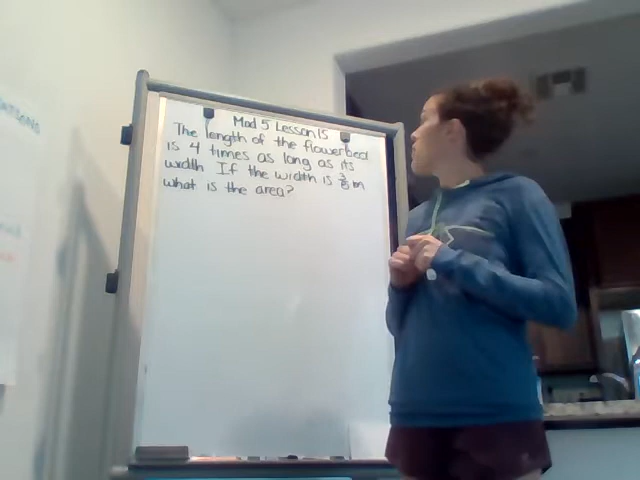 Mod 5 Lesson 15
The length of the flowerbed
is 4 times as long as its
width If the width is 3/8 m
what is the area?